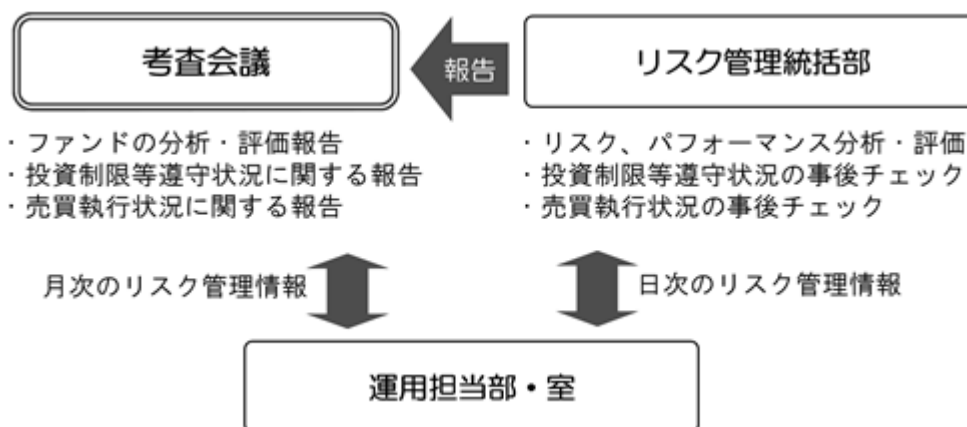 考査会議
報告
リスク管理統括部
・ファンドの分析・評価報告
・投資制限等遵守状況に関する報告
・売買執行状況に関する報告
・リスク、パフォーマンス分析・評価
・投資制限等遵守状況の事後チェック
・売買執行状況の事後チェック
月次のリスク管理情報
日次のリスク管理情報
運用担当部・室